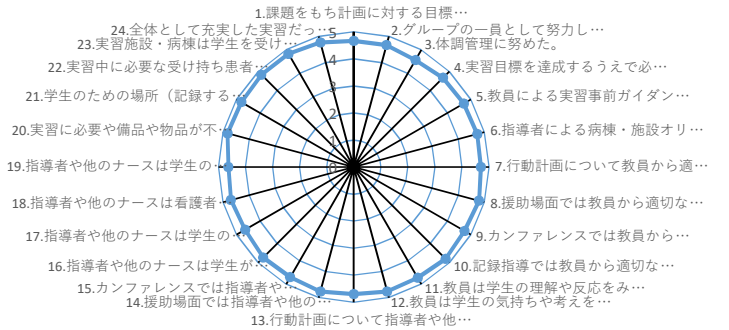 1.課題をもち計画に対する目標…
2.グループの一員として努力し…
3.体調管理に努めた。
4.実習目標を達成するうえで必…
5.教員による実習事前ガイダン…
6.指導者による病棟・施設オリ…
7.行動計画について教員から適…
8.援助場面では教員から適切な…
9.カンファレンスでは教員から…
10.記録指導では教員から適切な…
11.教員は学生の理解や反応をみ…
12.教員は学生の気持ちや考えを…
13.行動計画について指導者や他…
14.援助場面では指導者や他の…
15.カンファレンスでは指導者や…
16.指導者や他のナースは学生が…
17.指導者や他のナースは学生の…
18.指導者や他のナースは看護者…
19.指導者や他のナースは学生の…
20.実習に必要や備品や物品が不…
21.学生のための場所（記録する…
22.実習中に必要な受け持ち患者…
23.実習施設・病棟は学生を受け…
24.全体として充実した実習だっ…
5
4
3
2
1
0